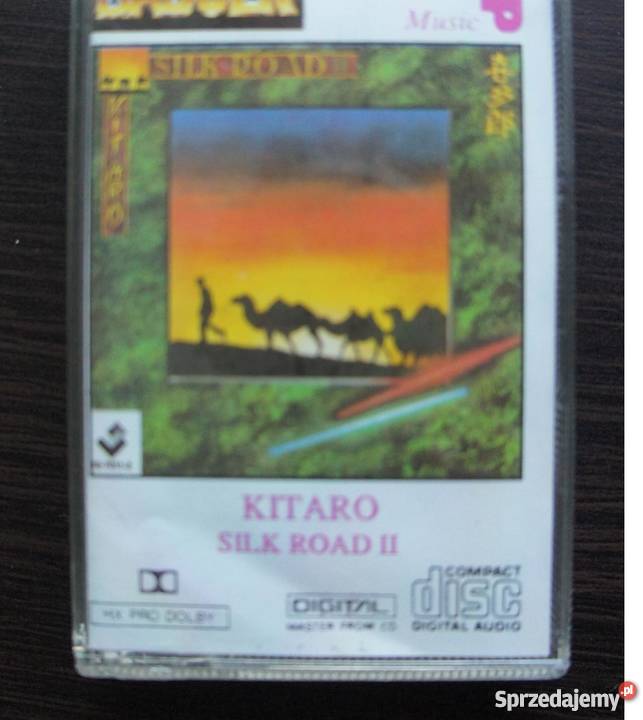 Music
SILK ROAD II
KITARO
KITARO
SILK ROAD II
HX PRO DOLBY
DIGITAL
MASTER FROM CD
COMPACT
disc
DIGITAL AUDIO
Sprzedajemy.pl